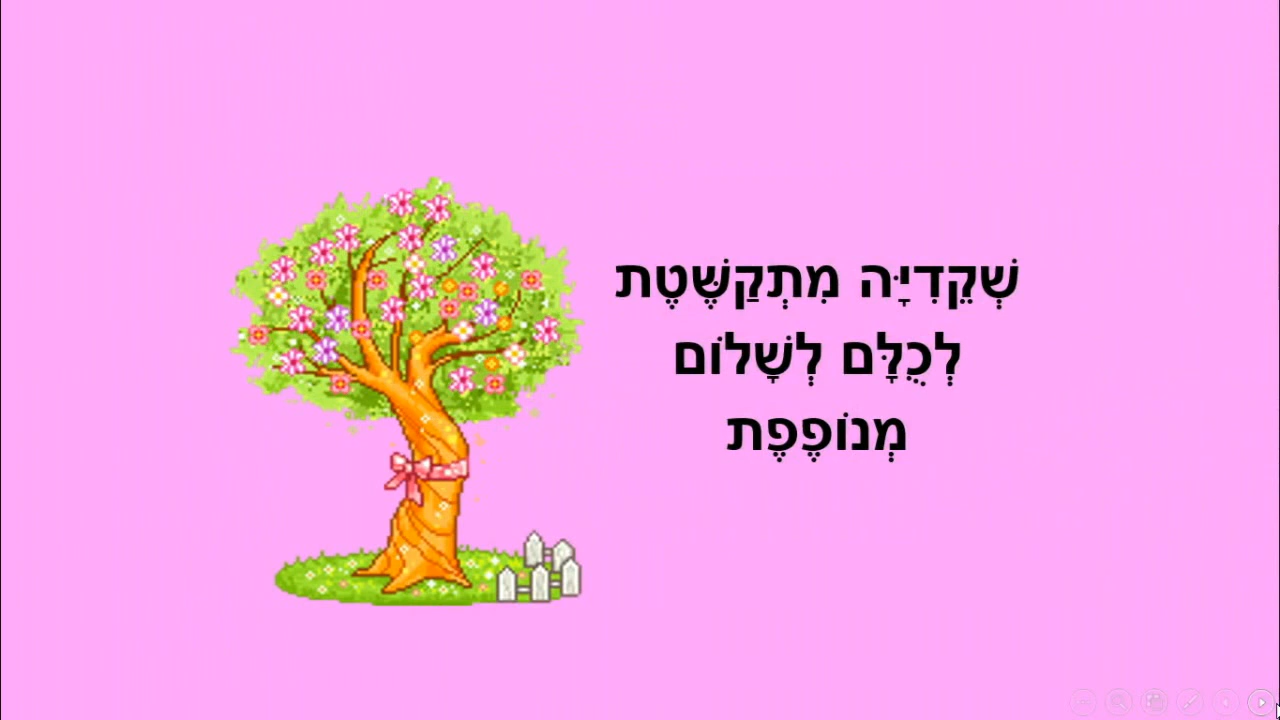 שְׁקֵדִיָּה מִתְקַשֶּׁטֶת
לְכֻלָּם לְשָׁלוֹם
מְנוֹפֶפֶת